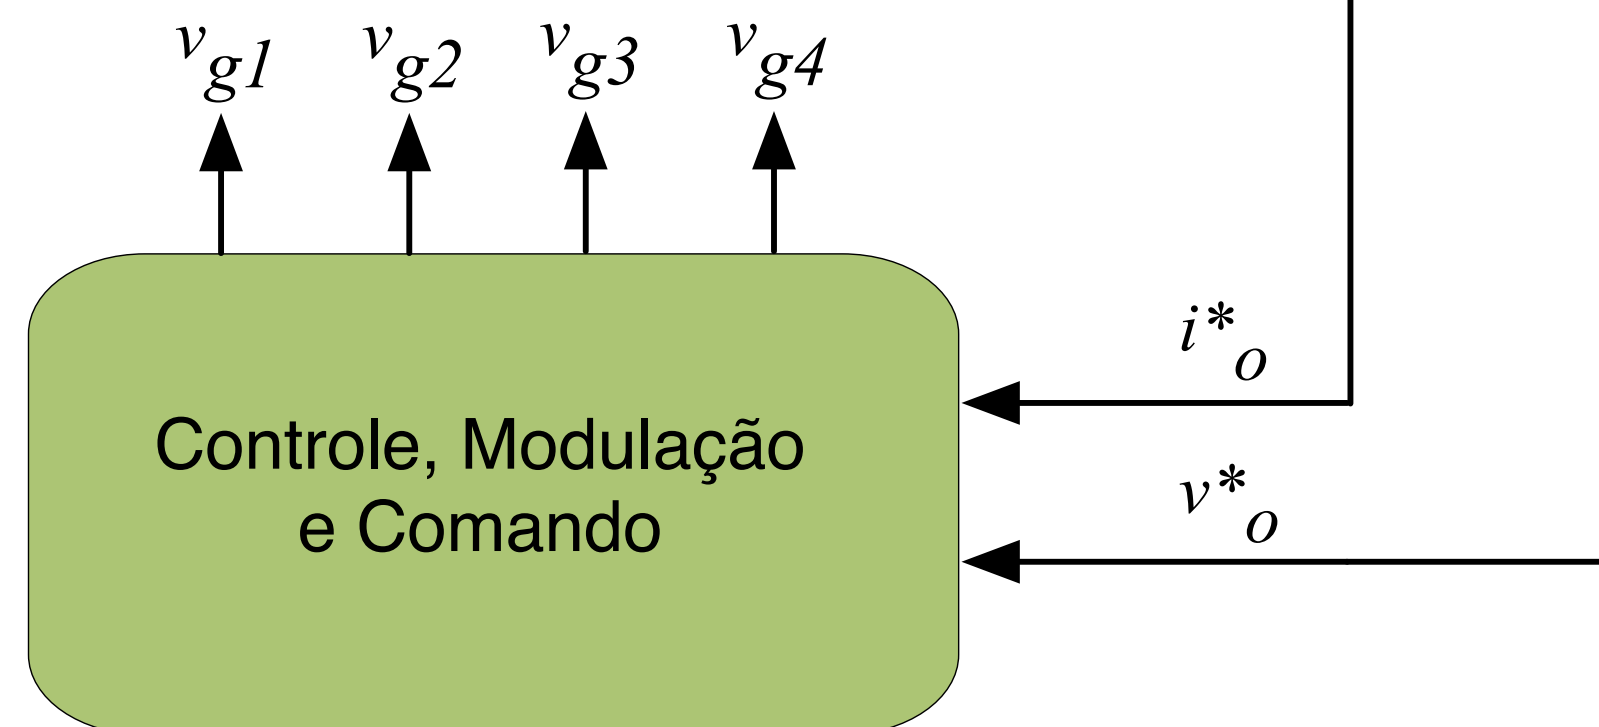 vg1 vg2 vg3 vg4
i*o
Controle, Modulação
v*o
e Comando